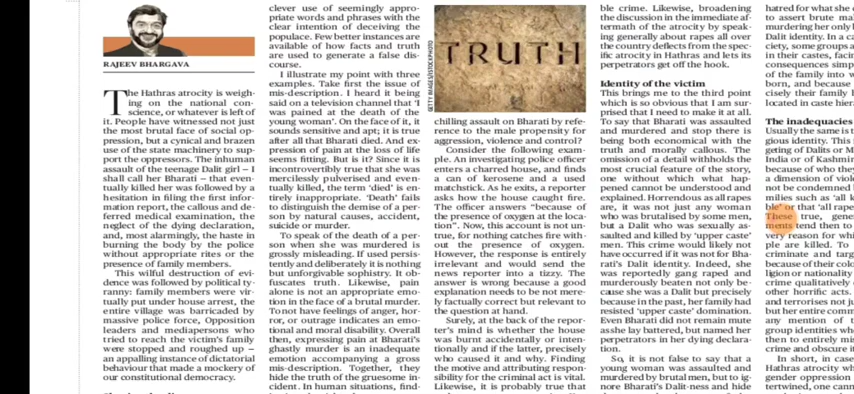 RAJEEV BHARGAVA
The Hathras atrocity is weigh-
ing on the national con-
science, or whatever is left of
it. People have witnessed not just
the most brutal face of social op-
pression, but a cynical and brazen
use of the state machinery to sup-
port the oppressors. The inhuman
assault of the teenage Dalit girl – I
shall call her Bharati – that even-
tually killed her was followed by a
hesitation in filing the first infor-
mation report, the callous and de-
ferred medical examination, the
neglect of the dying declaration,
and, most alarmingly, the haste in
burning the body by the police
without appropriate rites or the
presence of family members.
This wilful destruction of evi-
dence was followed by political ty-
ranny: family members were vir-
tually put under house arrest, the
entire village was barricaded by
massive police force, Opposition
leaders and mediapersons who
tried to reach the victim's family
were stopped and roughed up –
an appalling instance of dictatorial
behaviour that made a mockery of
our constitutional democracy.
clever use of seemingly appro-
priate words and phrases with the
clear intention of deceiving the
populace. Few better instances are
available of how facts and truth
are used to generate a false dis-
course.
I illustrate my point with three
examples. Take first the issue of
mis-description. I heard it being
said on a television channel that 'I
was pained at the death of the
young woman'. On the face of it, it
sounds sensitive and apt; it is true
after all that Bharati died. And ex-
pression of pain at the loss of life
seems fitting. But is it? Since it is
incontrovertibly true that she was
mercilessly pulverised and even-
tually killed, the term 'died' is en-
tirely inappropriate. 'Death' fails
to distinguish the demise of a per-
son by natural causes, accident,
suicide or murder.
To speak of the death of a per-
son when she was murdered is
grossly misleading. If used persis-
tently and deliberately it is nothing
but unforgivable sophistry. It ob-
fuscates truth. Likewise, pain
alone is not an appropriate emo-
tion in the face of a brutal murder.
To not have feelings of anger, hor-
ror, or outrage indicates an emo-
tional and moral disability. Overall
then, expressing pain at Bharati's
ghastly murder is an inadequate
emotion accompanying a gross
mis-description. Together, they
hide the truth of the gruesome in-
cident. In human situations, find-
TRUTH
GETTY IMAGES/ISTOCKPHOTO
chilling assault on Bharati by refe-
rence to the male propensity for
aggression, violence and control?
Consider the following exam-
ple. An investigating police officer
enters a charred house, and finds
a can of kerosene and a used
matchstick. As he exits, a reporter
asks how the house caught fire.
The officer answers "because of
the presence of oxygen at the loca-
tion". Now, this account is not un-
true, for nothing catches fire with-
out the presence of oxygen.
However, the response is entirely
irrelevant and would send the
news reporter into a tizzy. The
answer is wrong because a good
explanation needs to be not mere-
ly factually correct but relevant to
the question at hand.
Surely, at the back of the repor-
ter's mind is whether the house
was burnt accidentally or inten-
tionally and if the latter, precisely
who caused it and why. Finding
the motive and attributing respon-
sibility for the criminal act is vital.
Likewise, it is probably true that
ble crime. Likewise, broadening
the discussion in the immediate af-
termath of the atrocity by speak-
ing generally about rapes all over
the country deflects from the spec-
ific atrocity in Hathras and lets its
perpetrators get off the hook.
Identity of the victim
This brings me to the third point
which is so obvious that I am sur-
prised that I need to make it at all.
To say that Bharati was assaulted
and murdered and stop there is
being both economical with the
truth and morally callous. The
omission of a detail withholds the
most crucial feature of the story,
one without which what hap-
pened cannot be understood and
explained. Horrendous as all rapes
are, it was not just any woman
who was brutalised by some men,
but a Dalit who was sexually as-
saulted and killed by 'upper caste'
men. This crime would likely not
have occurred if it was not for Bha-
rati's Dalit identity. Indeed, she
was reportedly gang raped and
murderously beaten not only be-
cause she was a Dalit but precisely
because in the past, her family had
resisted 'upper caste' domination.
Even Bharati did not remain mute
as she lay battered, but named her
perpetrators in her dying declara-
tion.
So, it is not false to say that a
young woman was assaulted and
murdered by brutal men, but to ig-
nore Bharati's Dalit-ness and hide
hatred for what she
to assert brute ma
murdering her only
Dalit identity. In a ca
ciety, some groups a
in their castes, facin
consequences simp
of the family into w
born, and because
cisely their family
located in caste hiera
The inadequacies
Usually the same is t
gious identity. This
geting of Dalits or M
India or of Kashmir
because of who they
a dimension of viol
not be condemned
milies such as 'all k
ble' or that 'all rape
These true, gene
ments tend then to
very reason for whi
ple are killed. To
criminate and targe
because of their colo
ligion or nationality
crime qualitatively
other horrific acts.
and terrorises not ju
but her entire comm
any mention of t
group identities who
then to entirely mis
crime and obscure it
In short, in case
Hathras atrocity wh
gender oppression
tertwined, one cann